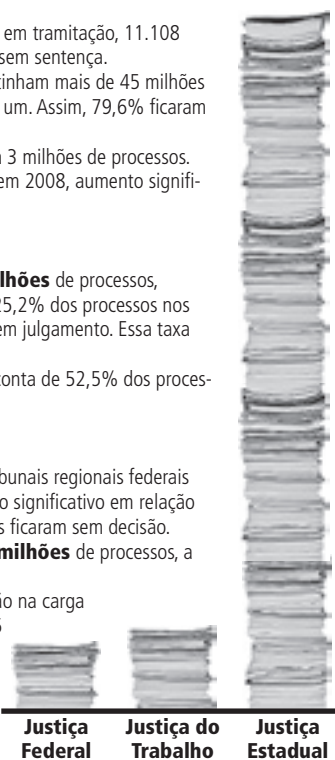 em tramitação, 11.108
sem sentença.
tinham mais de 45 milhões
um. Assim, 79,6% ficaram
3 milhões de processos.
em 2008, aumento signifi-
lhões de processos,
25,2% dos processos nos
em julgamento. Essa taxa
conta de 52,5% dos proces-
bunais regionais federais
o significativo em relação
s ficaram sem decisão.
milhões de processos, a
ão na carga
Justiça Federal
Justiça do Trabalho
Justiça Estadual